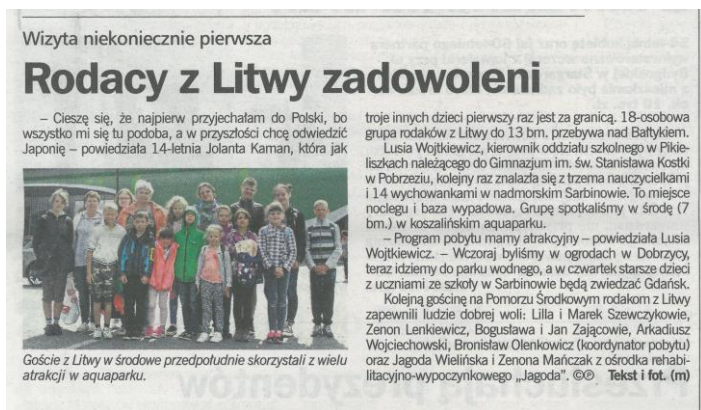 Wizyta niekoniecznie pierwsza
Rodacy z Litwy zadowoleni
– Cieszę się, że najpierw przyjechałam do Polski, bo
wszystko mi się tu podoba, a w przyszłości chcę odwiedzić
Japonię – powiedziała 14-letnia Jolanta Kaman, która jak
Goście z Litwy w środowe przedpołudnie skorzystali z wielu
atrakcji w aquaparku.
troje innych dzieci pierwszy raz jest za granicą. 18-osobowa
grupa rodaków z Litwy do 13 bm. przebywa nad Bałtykiem.
Lusia Wojtkiewicz, kierownik oddziału szkolnego w Pikie-
liszkach należącego do Gimnazjum im. św. Stanisława Kostki
w Pobrzeziu, kolejny raz znalazła się z trzema nauczycielkami
i 14 wychowankami w nadmorskim Sarbinowie. To miejsce
noclegu i baza wypadowa. Grupę spotkaliśmy w środę (7
bm.) w koszalińskim aquaparku.
– Program pobytu mamy atrakcyjny – powiedziała Lusia
Wojtkiewicz. – Wczoraj byliśmy w ogrodach w Dobrzycy,
teraz idziemy do parku wodnego, a w czwartek starsze dzieci
z uczniami ze szkoły w Sarbinowie będą zwiedzać Gdańsk.
Kolejną gościnę na Pomorzu Środkowym rodakom z Litwy
zapewnili ludzie dobrej woli: Lilla i Marek Szewczykowie,
Zenon Lenkiewicz, Bogusława i Jan Zającowie, Arkadiusz
Wojciechowski, Bronisław Olenkowicz (koordynator pobytu)
oraz Jagoda Wielińska i Zenona Mańczak z ośrodka rehabi-
litacyjno-wypoczynkowego „Jagoda". ©℗ Tekst i fot. (m)